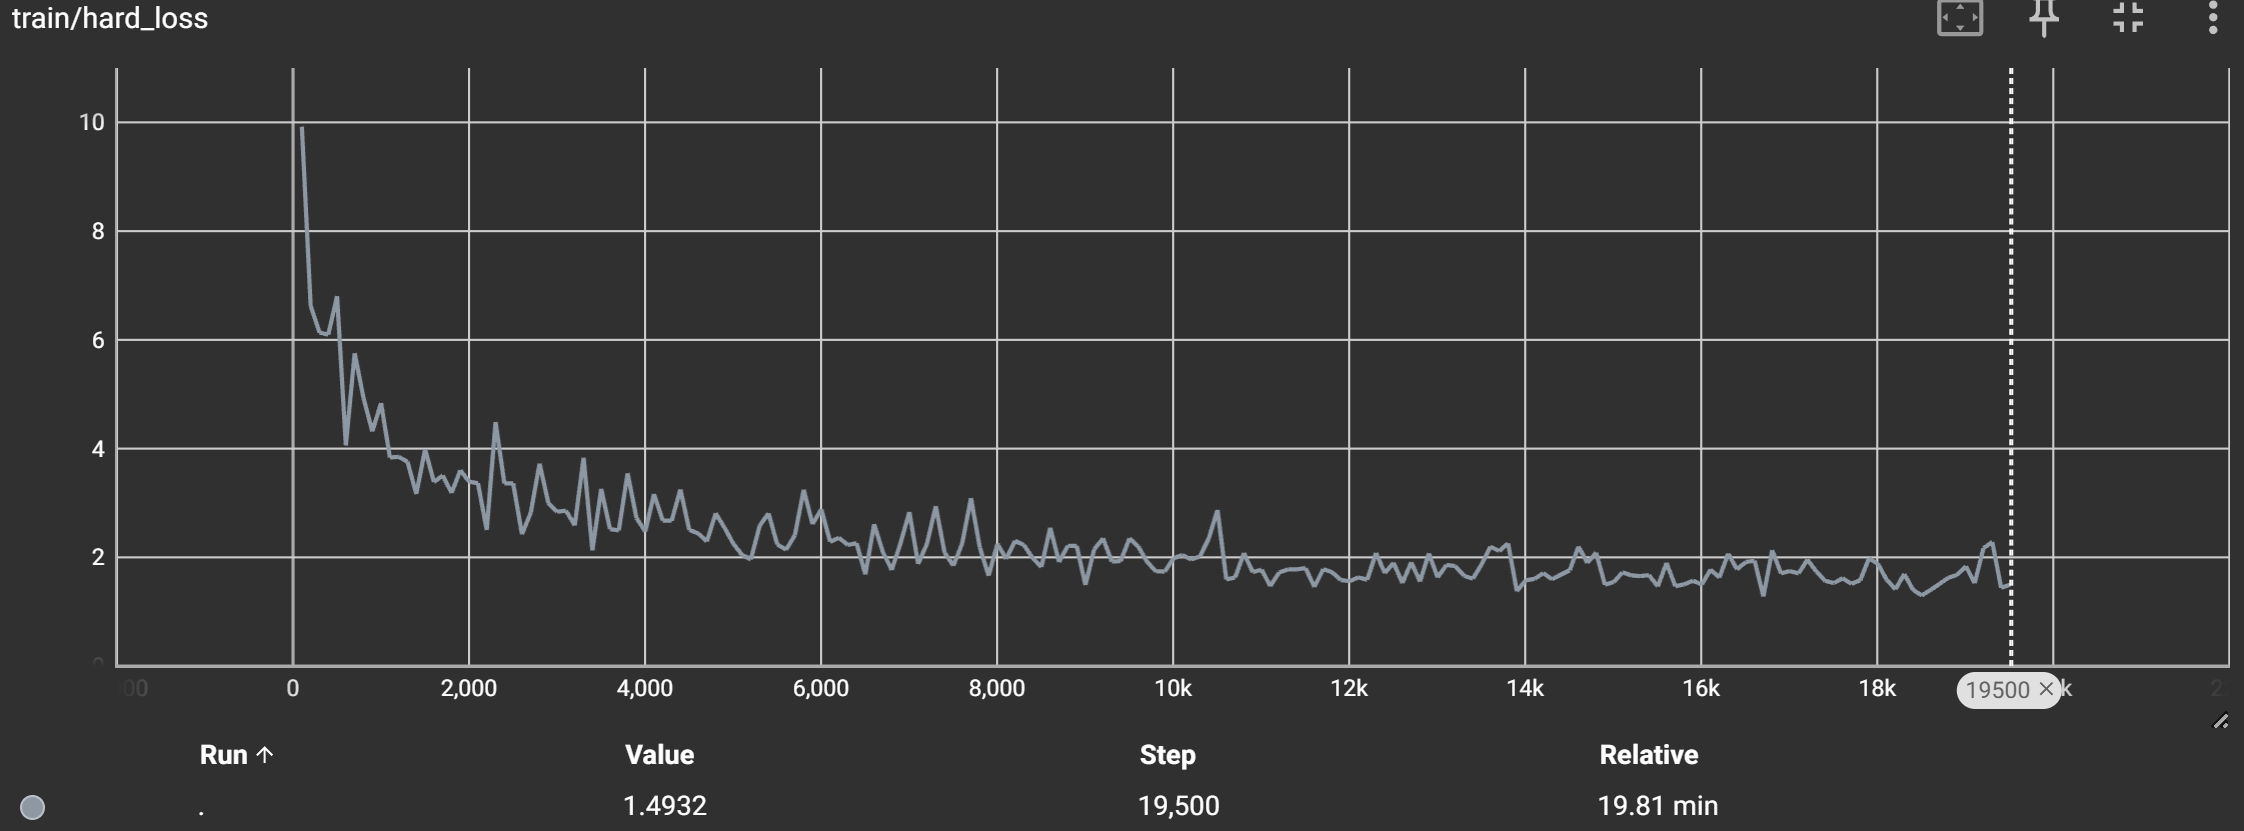 train/hard_loss
10
8
6
4
2
0 2,000 4,000 6,000 8,000 10k 12k 14k 16k 18k 19500 ×
Run ↑ Value Step Relative
. 1.4932 19,500 19.81 min